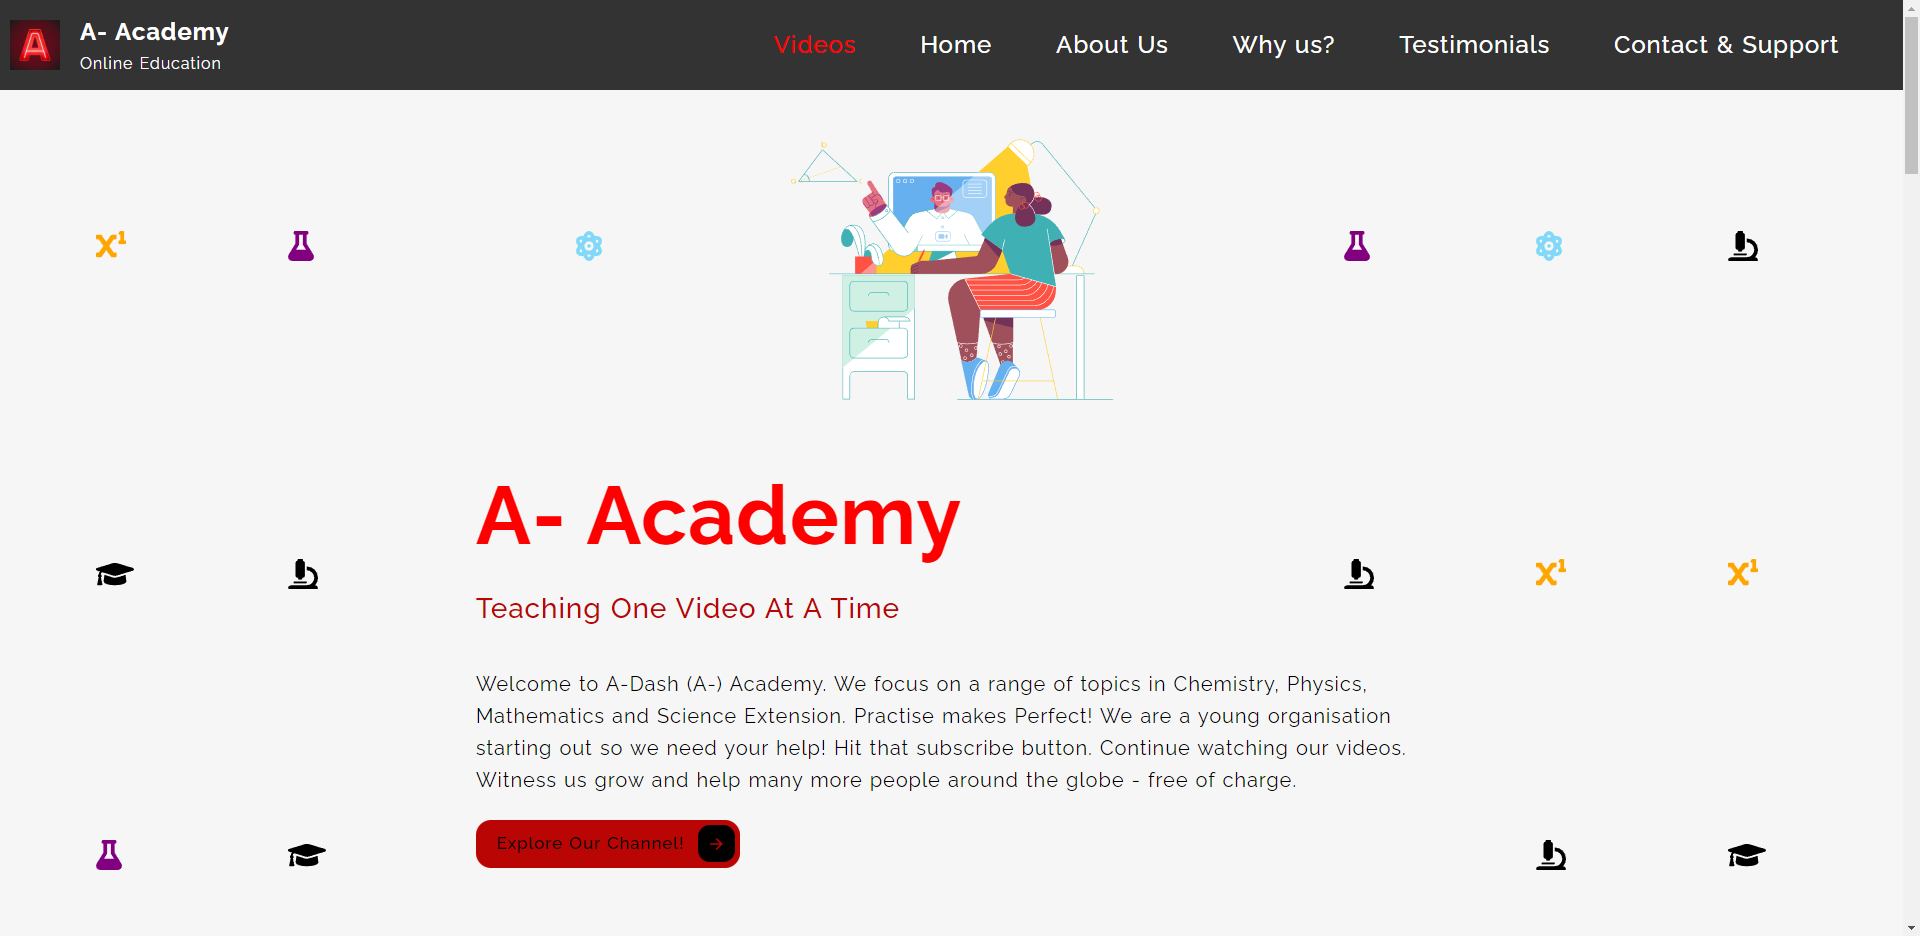 A
A- Academy
Online Education
Videos Home About Us Why us? Testimonials Contact & Support
X¹ 
A- Academy
Teaching One Video At A Time
X¹ X¹
Welcome to A-Dash (A-) Academy. We focus on a range of topics in Chemistry, Physics,
Mathematics and Science Extension. Practise makes Perfect! We are a young organisation
starting out so we need your help! Hit that subscribe button. Continue watching our videos.
Witness us grow and help many more people around the globe - free of charge.
Explore Our Channel!